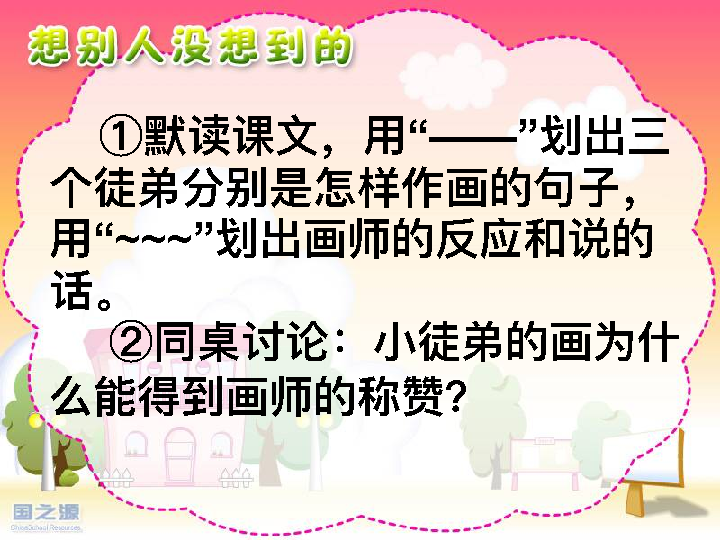 想别人没想到的
①默读课文，用“——”划出三
个徒弟分别是怎样作画的句子，
用“~~~”划出画师的反应和说的
话。
②同桌讨论：小徒弟的画为什
么能得到画师的称赞？
国之源
ChinaSchool Resources